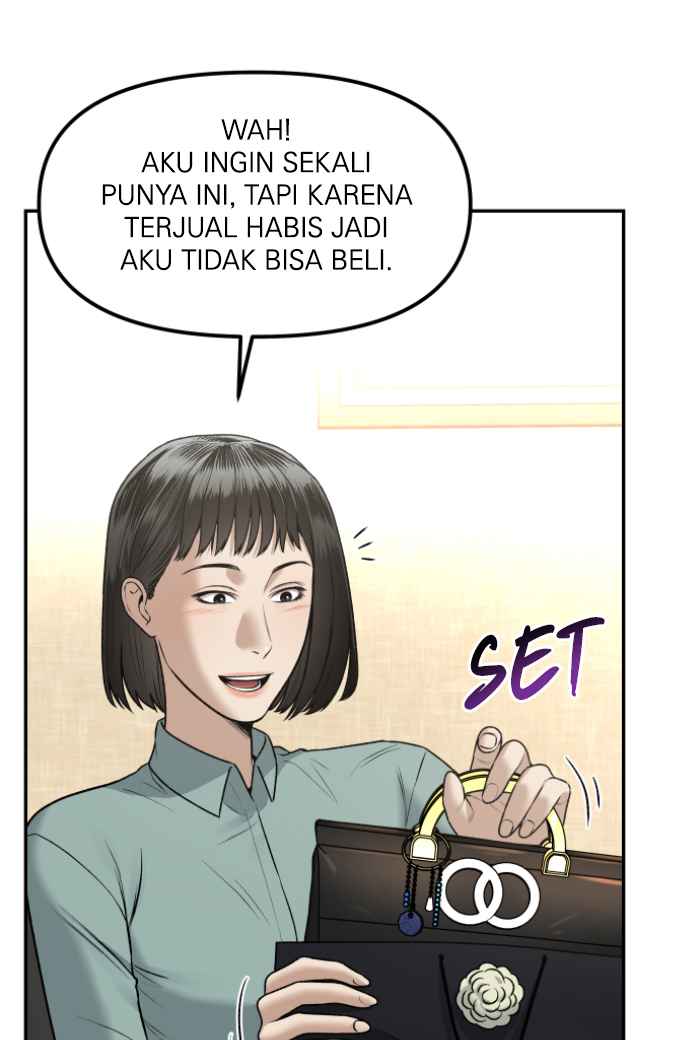 WAH!
AKU INGIN SEKALI
PUNYA INI, TAPI KARENA
TERJUAL HABIS JADI
AKU TIDAK BISA BELI.
SET